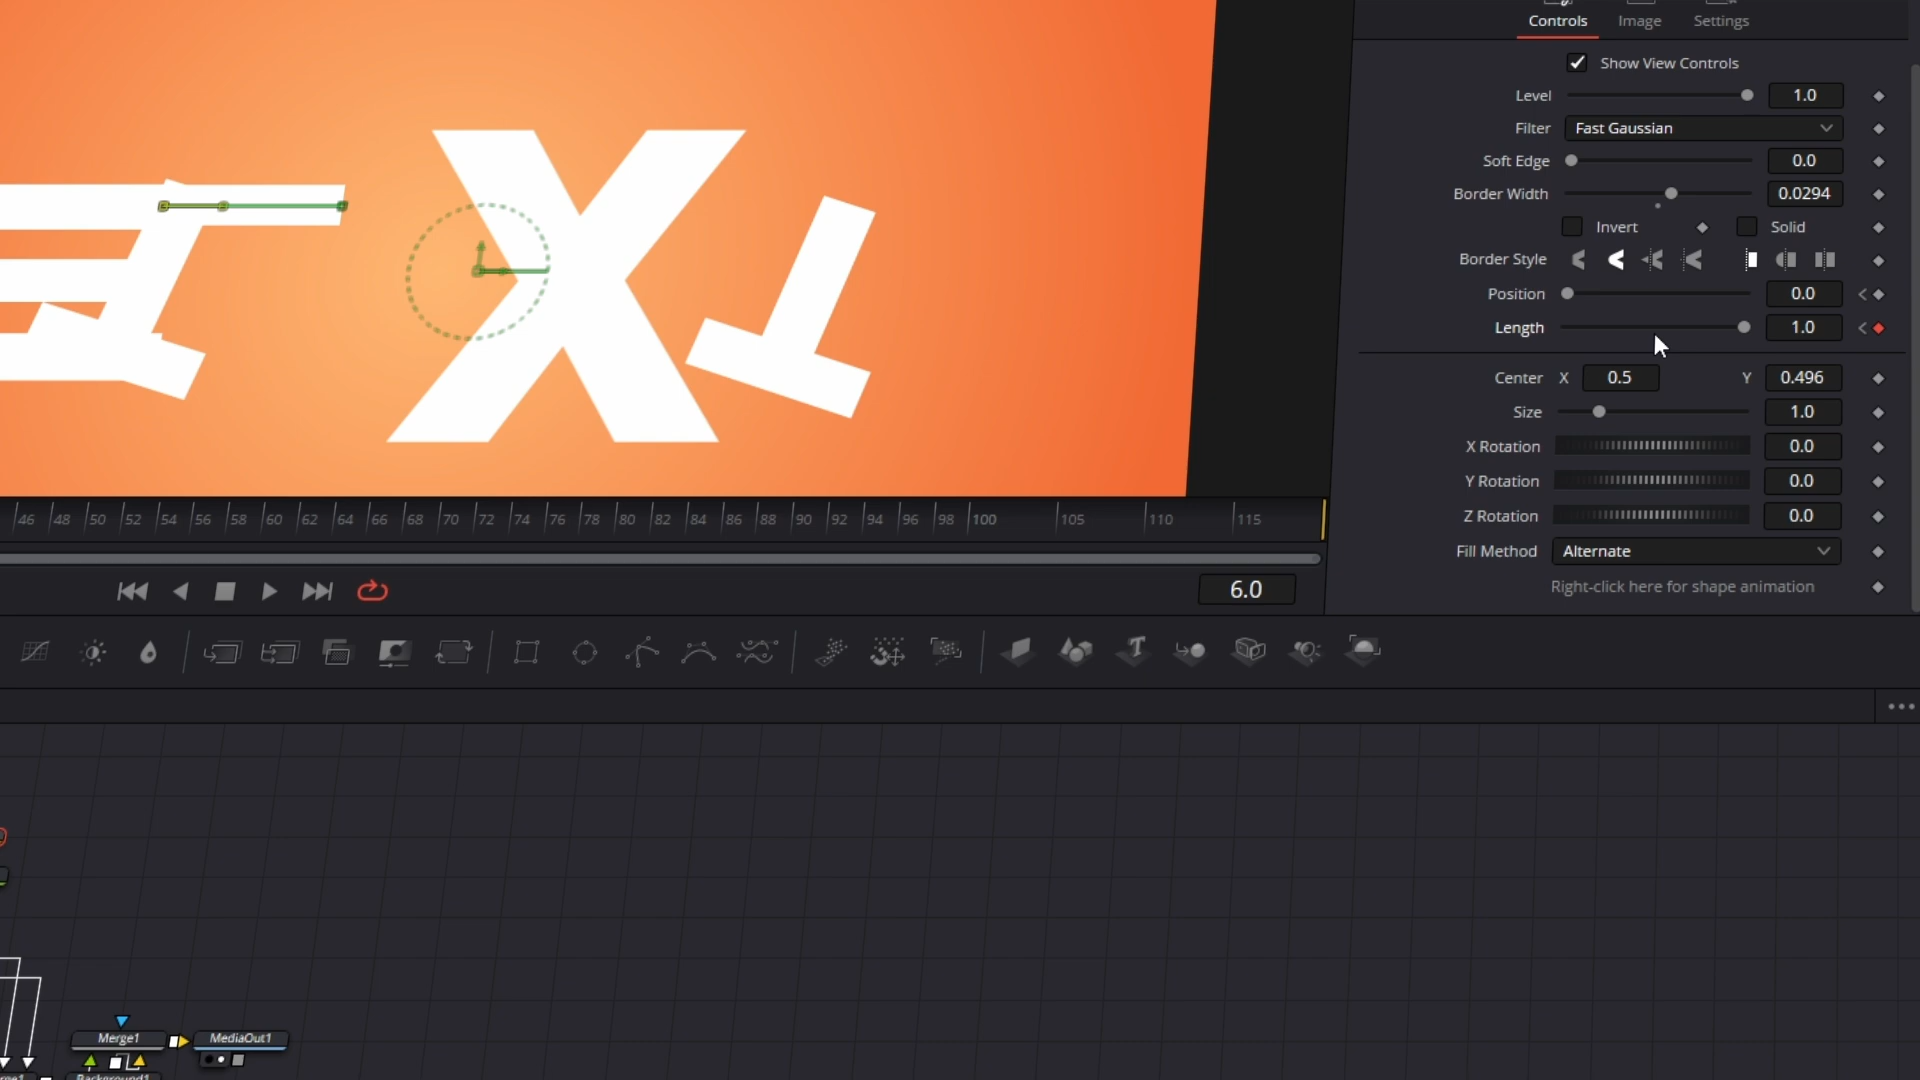 Controls Image Settings
Show View Controls
Level 1.0
Filter Fast Gaussian
Soft Edge 0.0
Border Width 0.0294
Invert Solid
Border Style
Position 0.0
Length 1.0
Center X 0.5 Y 0.496
Size 1.0
X Rotation 0.0
Y Rotation 0.0
Z Rotation 0.0
Fill Method Alternate
Right-click here for shape animation
X
46 48 50 52 54 56 58 60 62 64 66 68 70 72 74 76 78 80 82 84 86 88 90 92 94 96 98 100 105 110 115
6.0
Merge1 MediaOut1
Background1